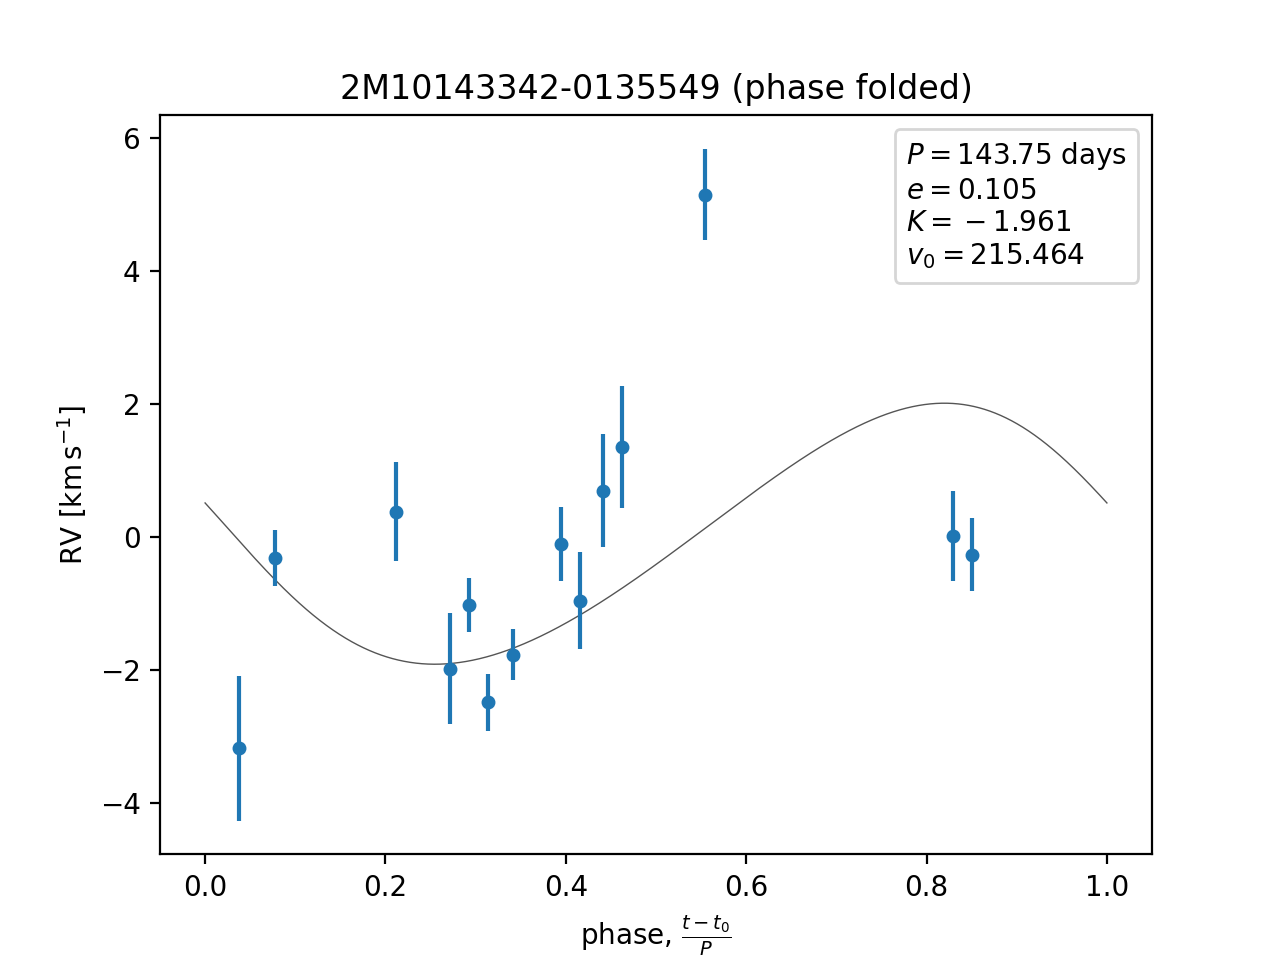 2M10143342-0135549 (phase folded)
P = 143.75 days
e = 0.105
K = −1.961
v₀ = 215.464
6
4
2
0
−2
−4
RV [km s⁻¹]
0.0 0.2 0.4 0.6 0.8 1.0
phase, (t − t₀)/P